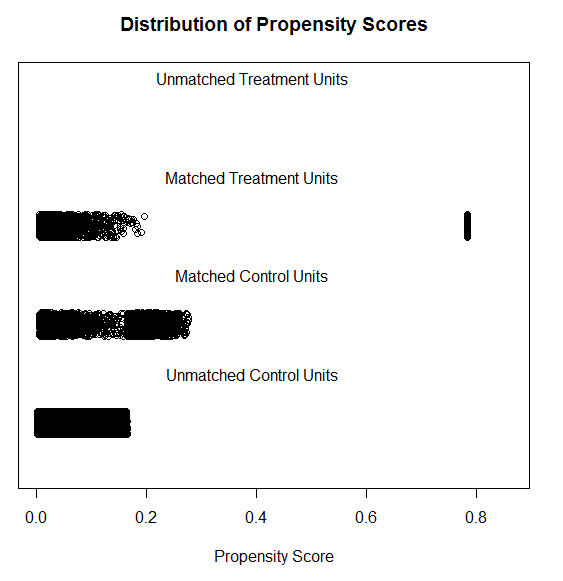 Distribution of Propensity Scores
Unmatched Treatment Units
Matched Treatment Units
Matched Control Units
Unmatched Control Units
0.0 0.2 0.4 0.6 0.8
Propensity Score